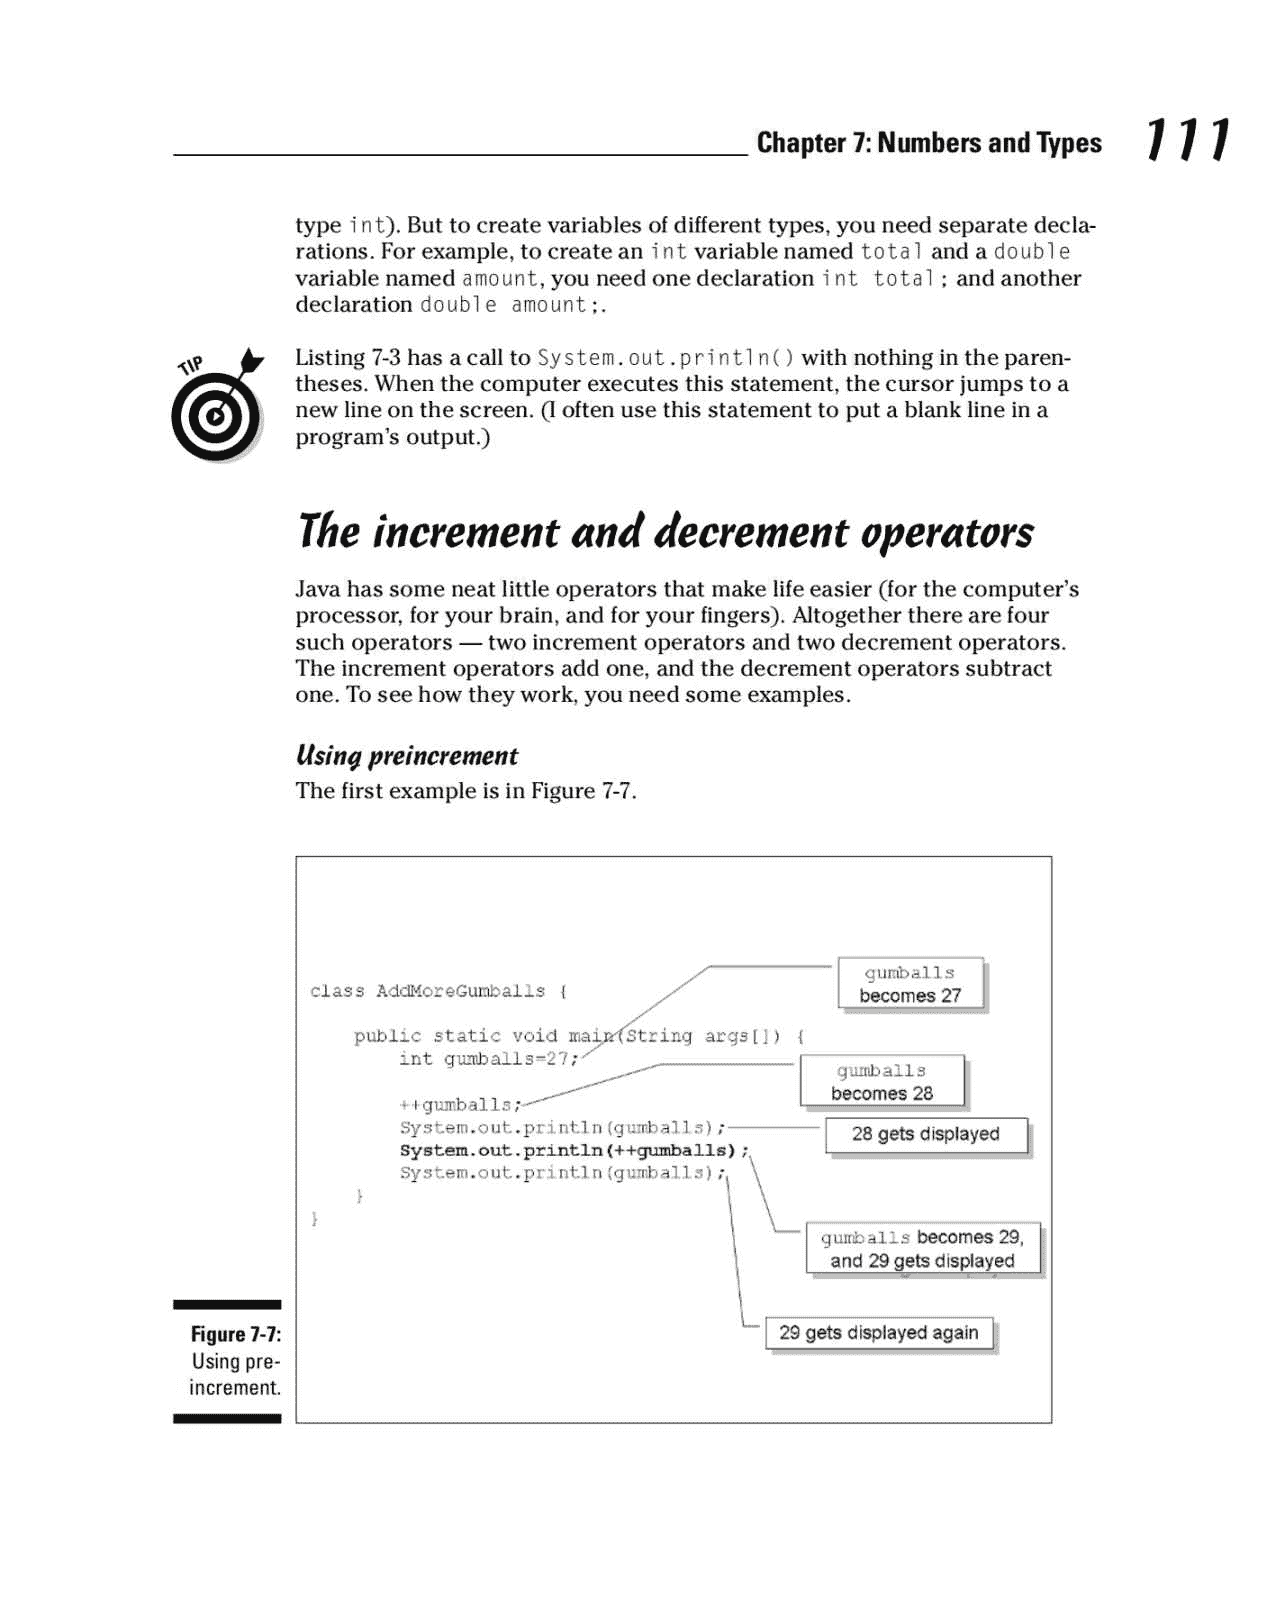 Chapter 7: Numbers and Types 111
type int). But to create variables of different types, you need separate decla-
rations. For example, to create an int variable named total and a double
variable named amount, you need one declaration int total; and another
declaration double amount;.
TIP
Listing 7-3 has a call to System.out.println() with nothing in the paren-
theses. When the computer executes this statement, the cursor jumps to a
new line on the screen. (I often use this statement to put a blank line in a
program's output.)
The increment and decrement operators
Java has some neat little operators that make life easier (for the computer's
processor, for your brain, and for your fingers). Altogether there are four
such operators — two increment operators and two decrement operators.
The increment operators add one, and the decrement operators subtract
one. To see how they work, you need some examples.
Using preincrement
The first example is in Figure 7-7.
class AddMoreGumballs {
public static void main(String args[]) {
int gumballs=27;
++gumballs;
System.out.println(gumballs);
System.out.println(++gumballs);
System.out.println(gumballs);
}
}
gumballs
becomes 27
gumballs
becomes 28
28 gets displayed
gumballs becomes 29,
and 29 gets displayed
29 gets displayed again
Figure 7-7:
Using pre-
increment.